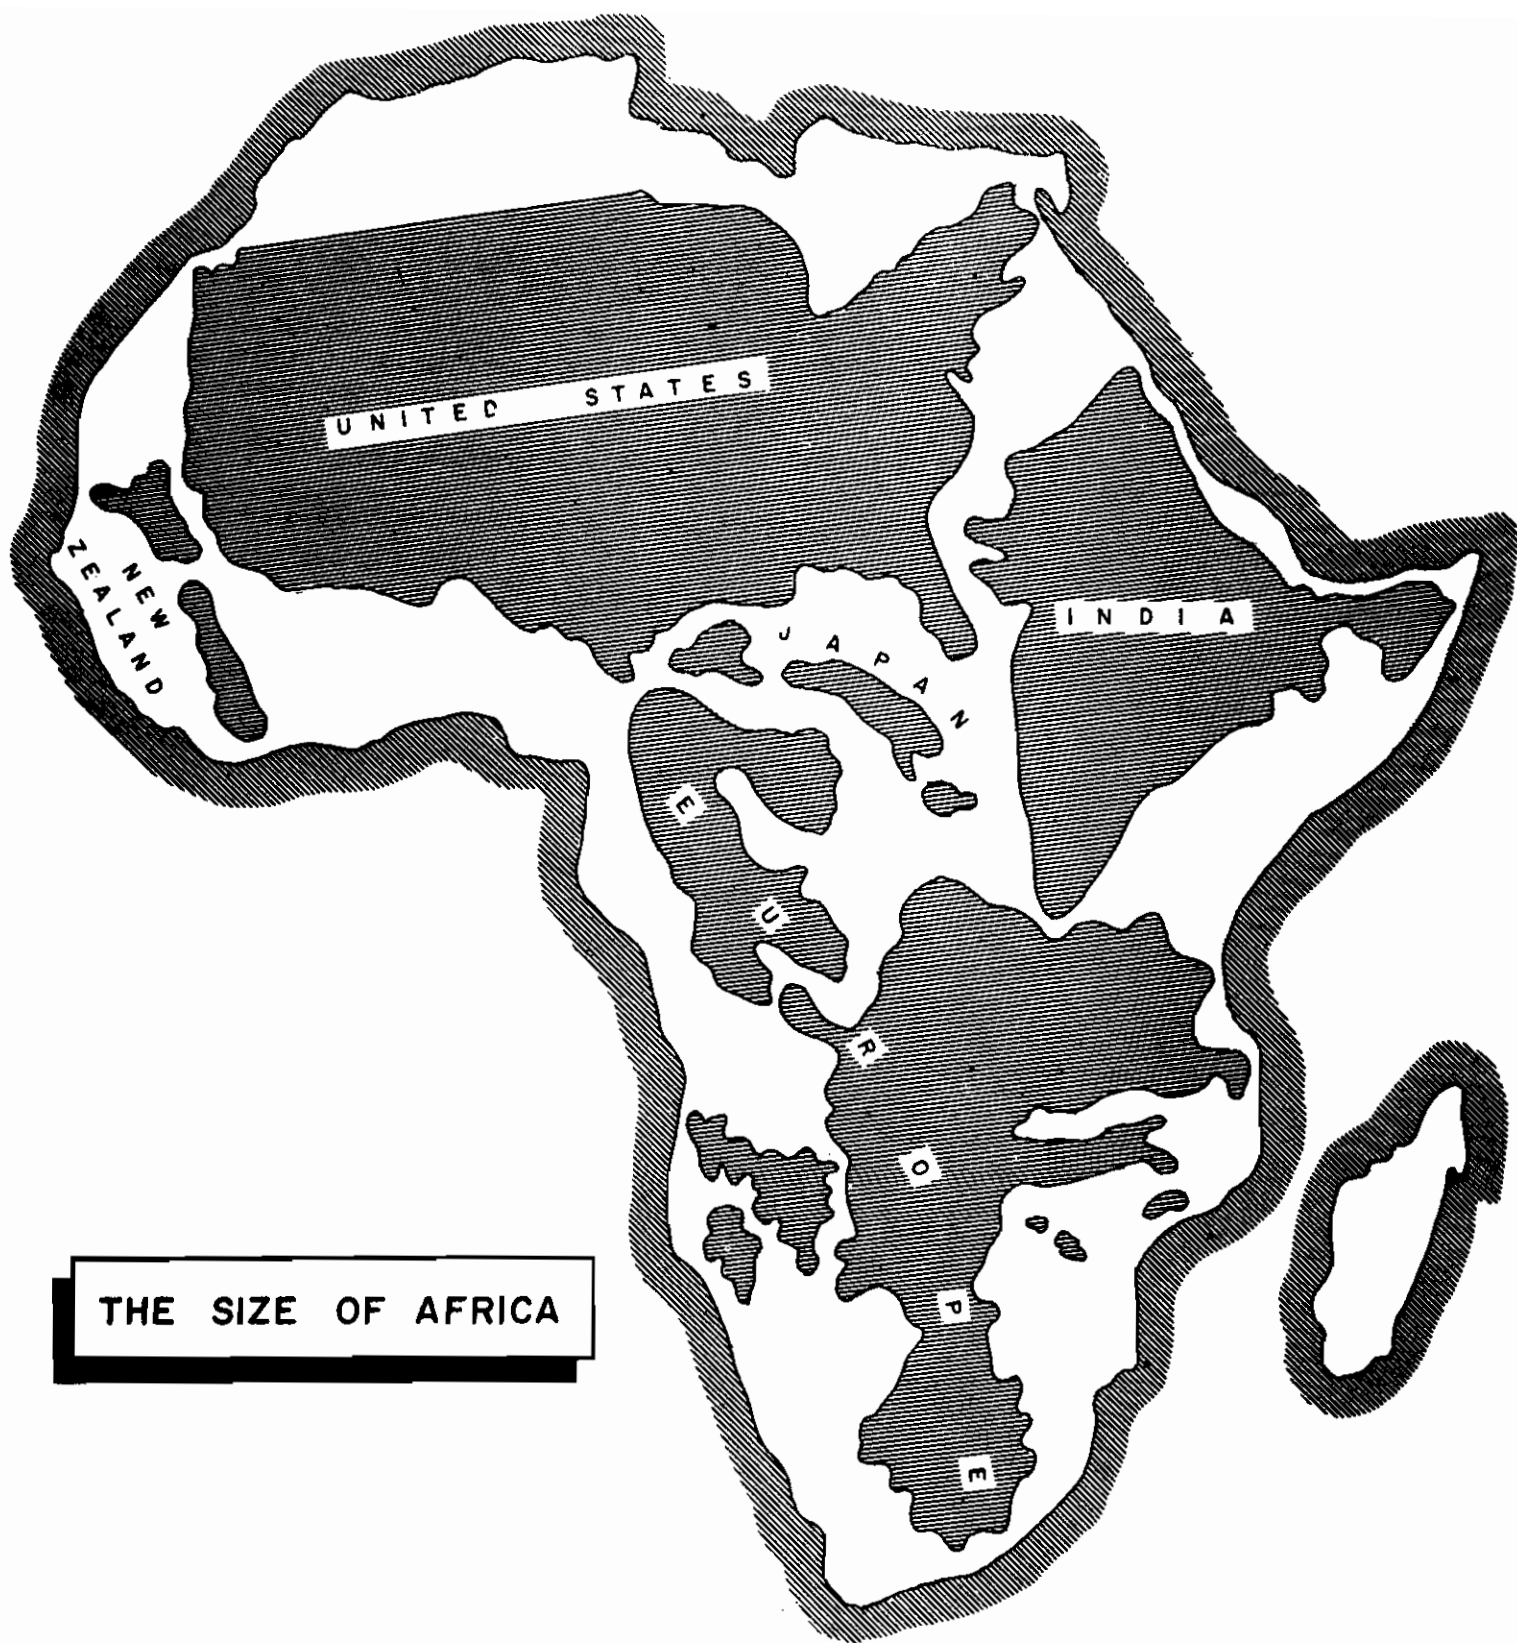 UNITED STATES
NEW
ZEALAND
JAPAN
INDIA
EUROPE
THE SIZE OF AFRICA